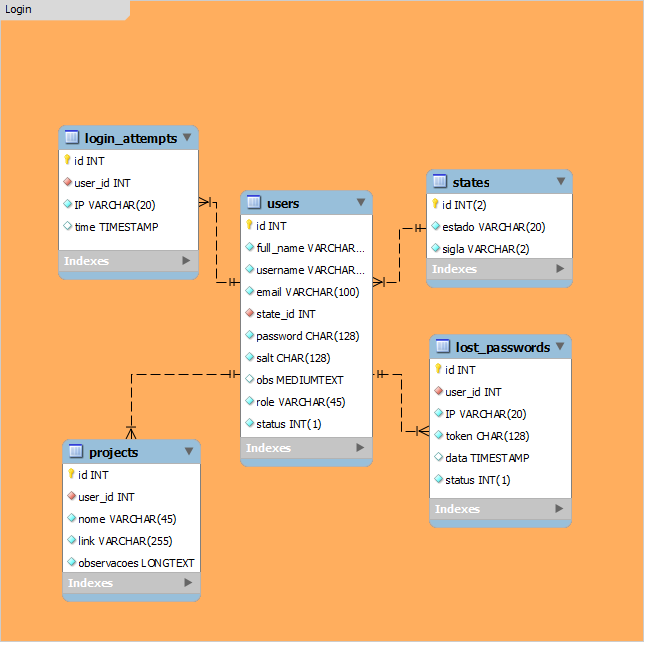 Login
login_attempts
id INT
user_id INT
IP VARCHAR(20)
time TIMESTAMP
Indexes
users
id INT
full_name VARCHAR...
username VARCHAR...
email VARCHAR(100)
state_id INT
password CHAR(128)
salt CHAR(128)
obs MEDIUMTEXT
role VARCHAR(45)
status INT(1)
Indexes
states
id INT(2)
estado VARCHAR(20)
sigla VARCHAR(2)
Indexes
lost_passwords
id INT
user_id INT
IP VARCHAR(20)
token CHAR(128)
data TIMESTAMP
status INT(1)
Indexes
projects
id INT
user_id INT
nome VARCHAR(45)
link VARCHAR(255)
observacoes LONGTEXT
Indexes